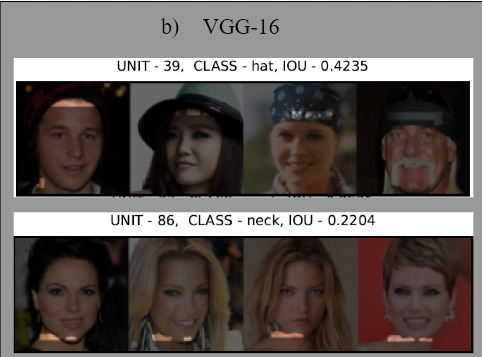 b) VGG-16
UNIT - 39, CLASS - hat, IOU - 0.4235
UNIT - 86, CLASS - neck, IOU - 0.2204